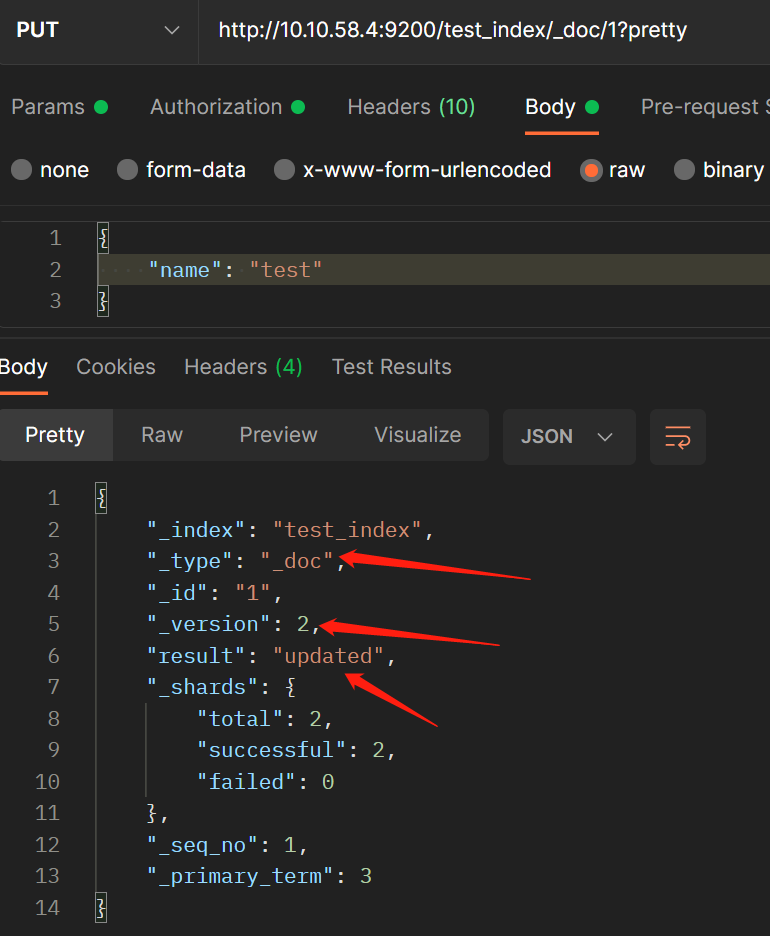 PUT http://10.10.58.4:9200/test_index/_doc/1?pretty
Params Authorization Headers (10) Body Pre-request S
none form-data x-www-form-urlencoded raw binary
1 {
2 "name": "test"
3 }
Body Cookies Headers (4) Test Results
Pretty Raw Preview Visualize JSON
1 {
2 "_index": "test_index",
3 "_type": "_doc",
4 "_id": "1",
5 "_version": 2,
6 "result": "updated",
7 "_shards": {
8 "total": 2,
9 "successful": 2,
10 "failed": 0
11 },
12 "_seq_no": 1,
13 "_primary_term": 3
14 }